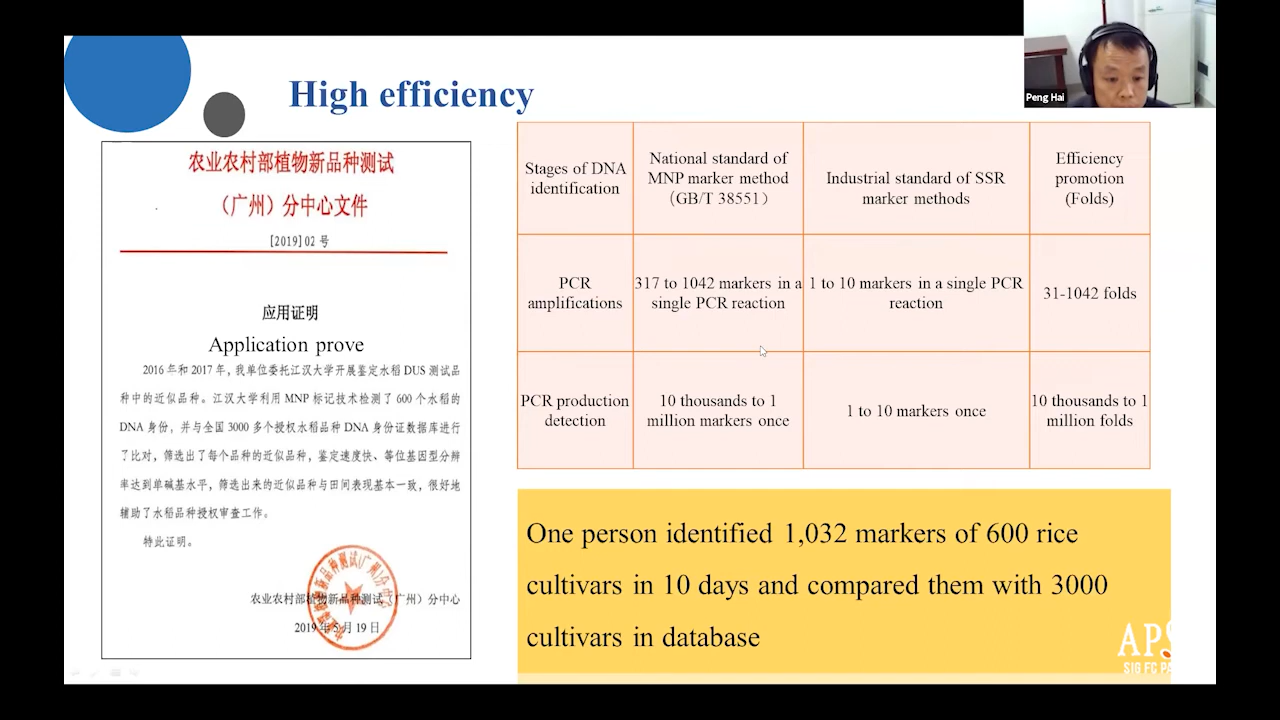 High efficiency
Peng Hai
农业农村部植物新品种测试
（广州）分中心文件
[2019] 02 号
应用证明
Application prove
2016 年和 2017 年，我单位委托江汉大学开展鉴定水稻 DUS 测试品
种中的近似品种。江汉大学利用 MNP 标记技术检测了 600 个水稻的
DNA 身份，并与全国 3000 多个授权水稻品种 DNA 身份证数据库进行
了比对，筛选出了每个品种的近似品种，鉴定速度快、等位基因型分辨
率达到单碱基水平，筛选出来的近似品种与田间表现基本一致，很好地
辅助了水稻品种授权审查工作。
特此证明。
农业农村部植物新品种测试（广州）分中心
2019 年 5 月 19 日
Stages of DNA
identification
National standard of
MNP marker method
（GB/T 38551）
Industrial standard of SSR
marker methods
Efficiency
promotion
(Folds)
PCR
amplifications
317 to 1042 markers in a
single PCR reaction
1 to 10 markers in a single PCR
reaction
31-1042 folds
PCR production
detection
10 thousands to 1
million markers once
1 to 10 markers once
10 thousands to 1
million folds
One person identified 1,032 markers of 600 rice
cultivars in 10 days and compared them with 3000
cultivars in database
SIG FC